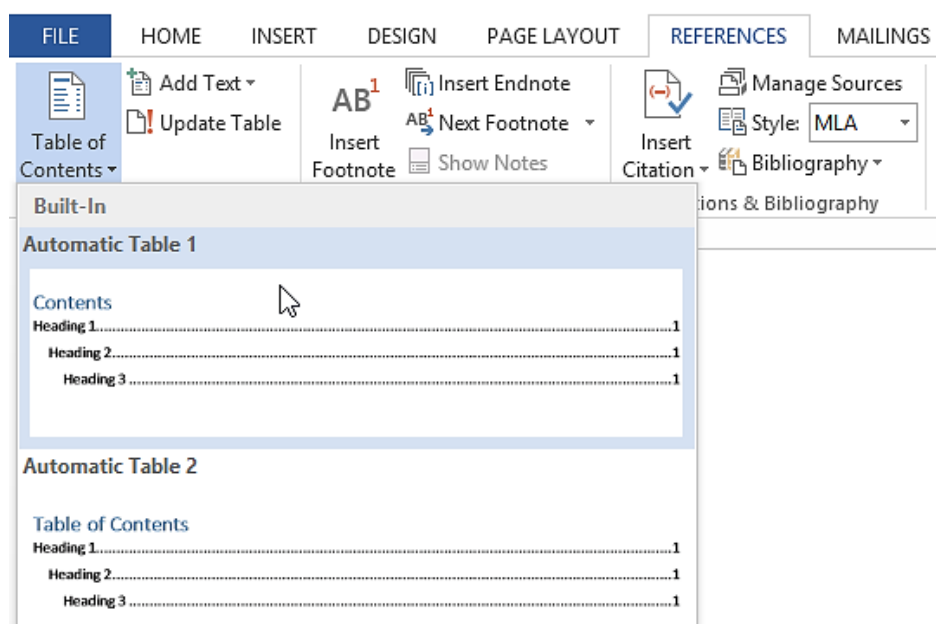 FILE HOME INSERT DESIGN PAGE LAYOUT REFERENCES MAILINGS
Table of
Contents
Add Text
Update Table
AB1
Insert
Footnote
[i] Insert Endnote
AB1 Next Footnote
Show Notes
Insert
Citation
Manage Sources
Style: MLA
Bibliography
ions & Bibliography
Built-In
Automatic Table 1
Contents
Heading 1...1
Heading 2...1
Heading 3...1
Automatic Table 2
Table of Contents
Heading 1...1
Heading 2...1
Heading 3...1